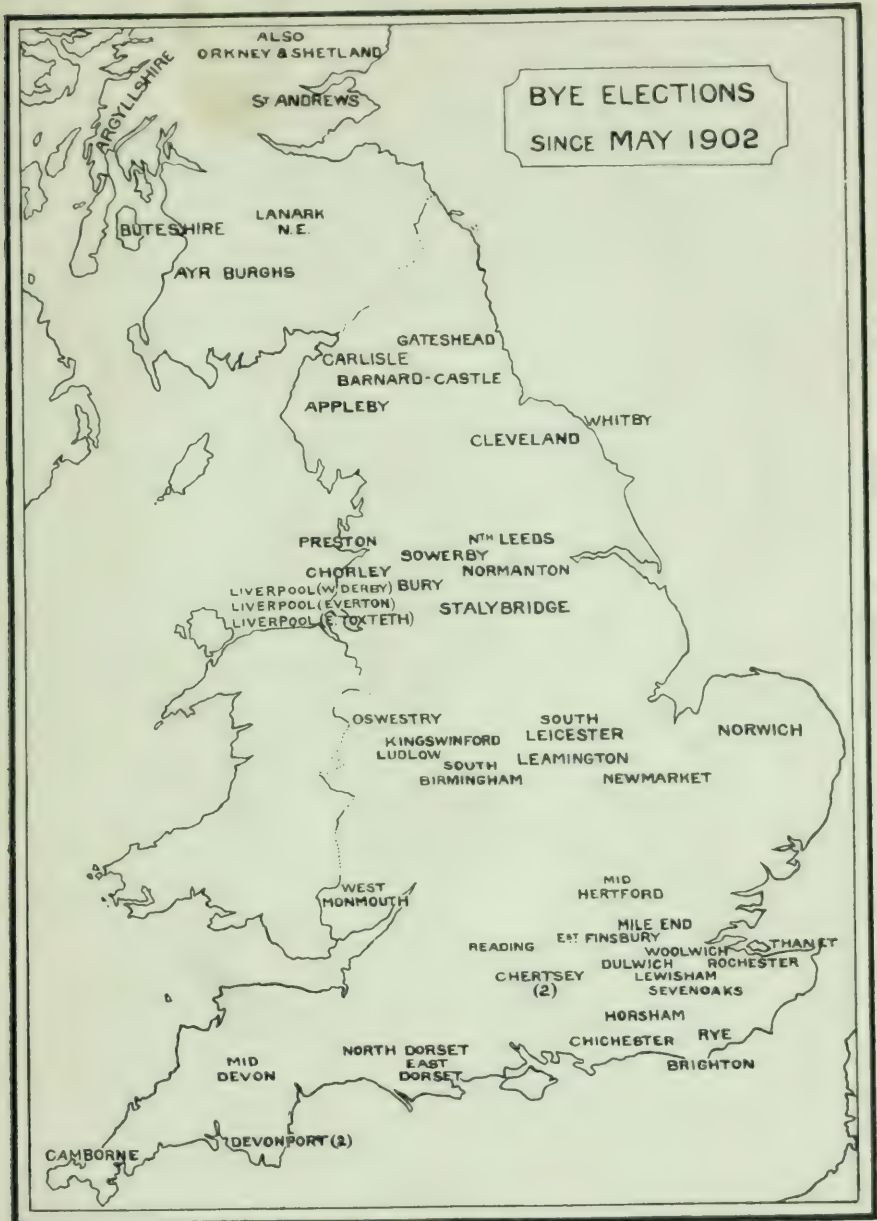 ALSO
ORKNEY & SHETLAND
BYE ELECTIONS
SINCE MAY 1902
ST ANDREWS
ARGYLLSHIRE
LANARK
N.E.
BUTESHIRE
AYR BURGHS
GATESHEAD
CARLISLE
BARNARD-CASTLE
APPLEBY
WHITBY
CLEVELAND
PRESTON
NTH LEEDS
SOWERBY
CHORLEY
NORMANTON
LIVERPOOL (W. DERBY)
BURY
LIVERPOOL (EVERTON)
STALYBRIDGE
LIVERPOOL (E. TOXTETH)
OSWESTRY
SOUTH
LEICESTER
NORWICH
KINGSWINFORD
LUDLOW
SOUTH
BIRMINGHAM
LEAMINGTON
NEWMARKET
MID
HERTFORD
WEST
MONMOUTH
MILE END
EST FINSBURY
READING
WOOLWICH
THANET
DULWICH
ROCHESTER
CHERTSEY
(2)
LEWISHAM
SEVENOAKS
HORSHAM
CHICHESTER
RYE
BRIGHTON
NORTH DORSET
EAST
DORSET
MID
DEVON
DEVONPORT (2)
CAMBORNE